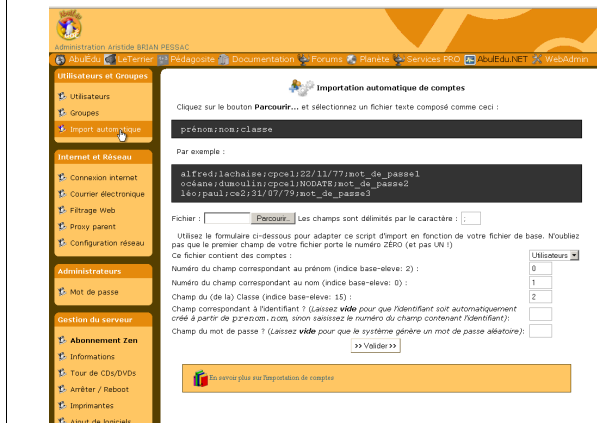 Administration Aristide BRIAN PESSAC
AbulÉdu LeTerrier Pédagosite Documentation Forums Planète Services PRO AbulEdu.NET WebAdmin
Utilisateurs et Groupes
Utilisateurs
Groupes
Import automatique
Internet et Réseau
Connexion internet
Courrier électronique
Filtrage Web
Proxy parent
Configuration réseau
Administrateurs
Mot de passe
Gestion du serveur
Abonnement Zen
Informations
Tour de CDs/DVDs
Arrêter / Reboot
Imprimantes
Ajout de logiciels
Importation automatique de comptes
Cliquez sur le bouton Parcourir... et sélectionnez un fichier texte composé comme ceci :
prénom;nom;classe
Par exemple :
alfred;lachaise;cpce1;22/11/77;mot_de_passe1
océane;dumoulin;cpce1;NODATE;mot_de_passe2
léo;paul;ce2;31/07/79;mot_de_passe3
Fichier : Parcourir... Les champs sont délimités par le caractère : ;
Utilisez le formulaire ci-dessous pour adapter ce script d'import en fonction de votre fichier de base. N'oubliez
pas que le premier champ de votre fichier porte le numéro ZÉRO (et pas UN !)
Ce fichier contient des comptes : Utilisateurs
Numéro du champ correspondant au prénom (indice base-eleve: 2) : 0
Numéro du champ correspondant au nom (indice base-eleve: 0) : 1
Champ du (de la) Classe (indice base-eleve: 15) : 2
Champ correspondant à l'identifiant ? (Laissez vide pour que l'identifiant soit automatiquement
créé à partir de prenom.nom, sinon saisissez le numéro du champ contenant l'identifiant):
Champ du mot de passe ? (Laissez vide pour que le système génère un mot de passe aléatoire):
>> Valider >>
En savoir plus sur l'importation de comptes